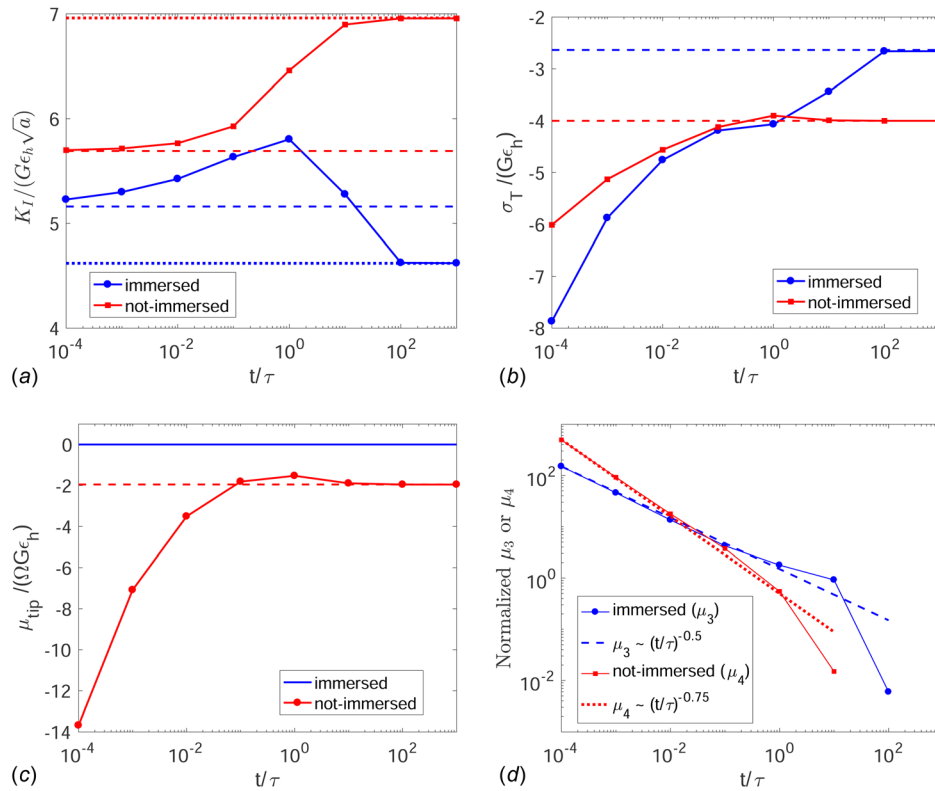 7
6
5
4
K_I/(Gϵ_h√a)
10^-4 10^-2 10^0 10^2
t/τ
immersed
not-immersed
(a)
-2
-3
-4
-5
-6
-7
-8
σ_T/(Gϵ_h)
10^-4 10^-2 10^0 10^2
t/τ
immersed
not-immersed
(b)
0
-2
-4
-6
-8
-10
-12
-14
μ_tip/(ΩGϵ_h)
10^-4 10^-2 10^0 10^2
t/τ
immersed
not-immersed
(c)
10^2
10^0
10^-2
Normalized μ_3 or μ_4
10^-4 10^-2 10^0 10^2
t/τ
immersed (μ_3)
μ_3 ~ (t/τ)^-0.5
not-immersed (μ_4)
μ_4 ~ (t/τ)^-0.75
(d)